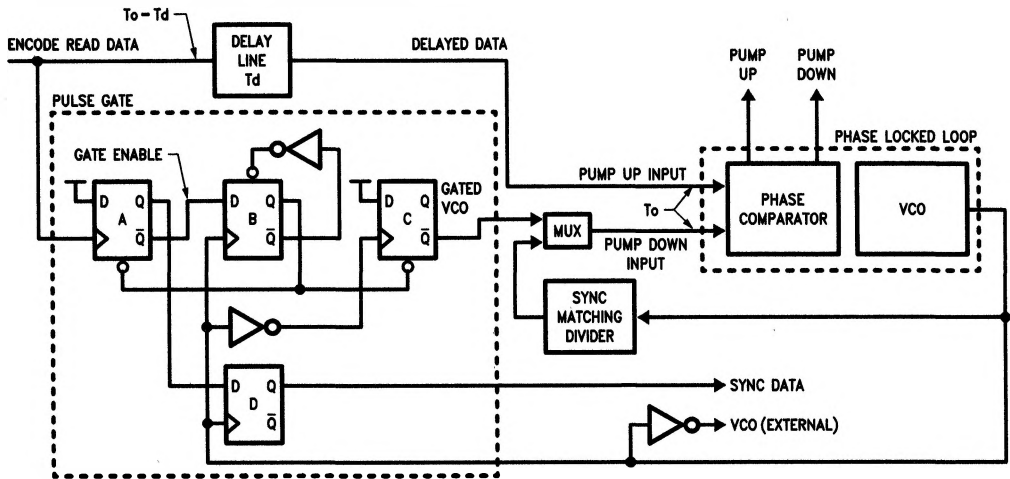 To–Td
ENCODE READ DATA
DELAY
LINE
Td
DELAYED DATA
PUMP
UP
PUMP
DOWN
PULSE GATE
PHASE LOCKED LOOP
GATE ENABLE
D
Q
A
Q̅
D
Q
B
Q̅
D
Q
C
Q̅
GATED
VCO
PUMP UP INPUT
To
MUX
PUMP DOWN
INPUT
PHASE
COMPARATOR
VCO
SYNC
MATCHING
DIVIDER
D
Q
D
Q̅
SYNC DATA
VCO (EXTERNAL)